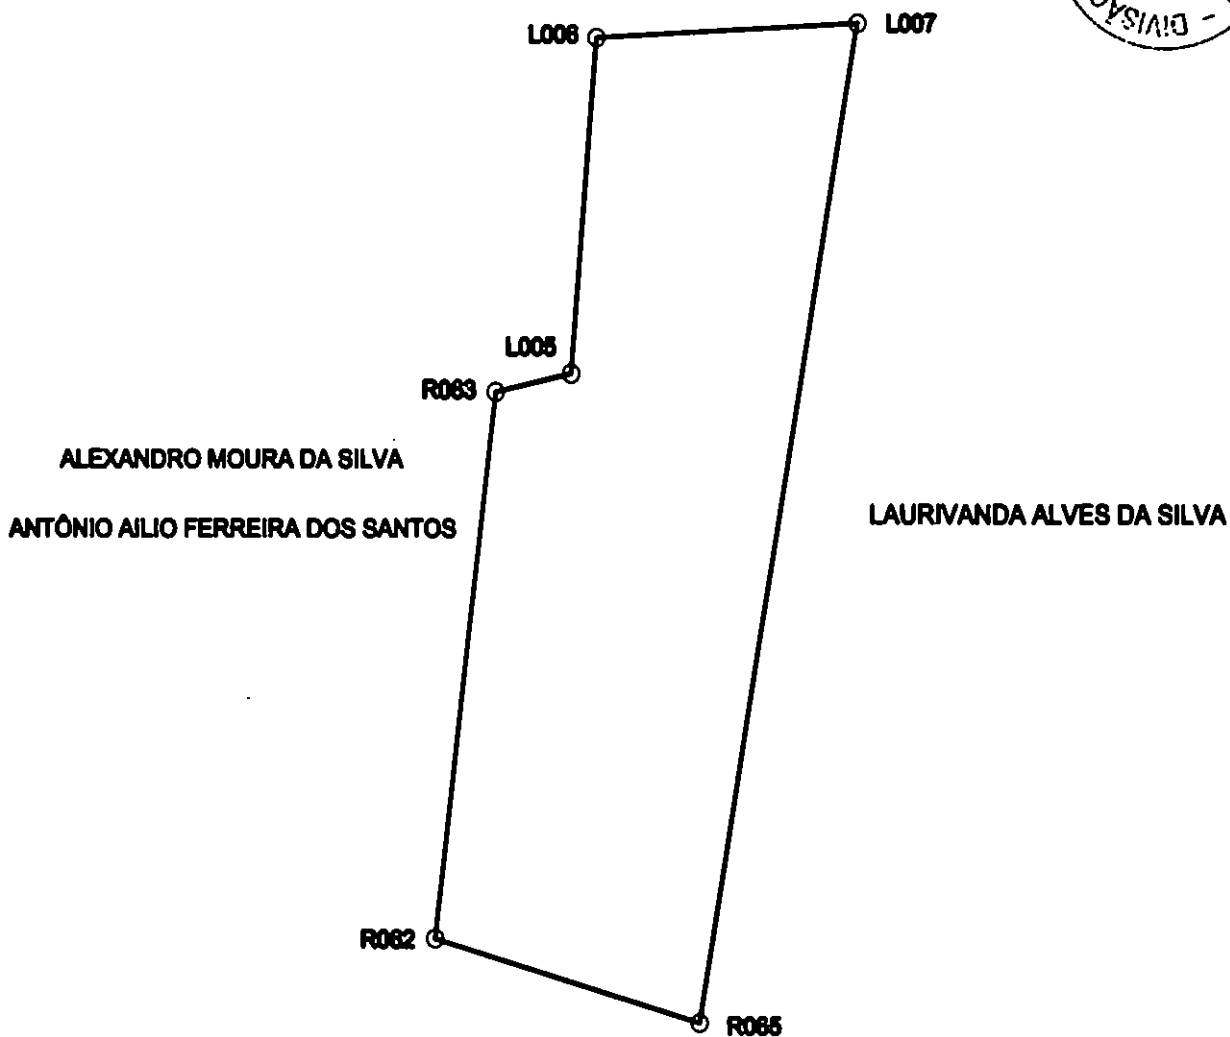 L006
L007
- DIVISÃO
L005
R063
ALEXANDRO MOURA DA SILVA
ANTÔNIO AILIO FERREIRA DOS SANTOS
LAURIVANDA ALVES DA SILVA
R062
R065